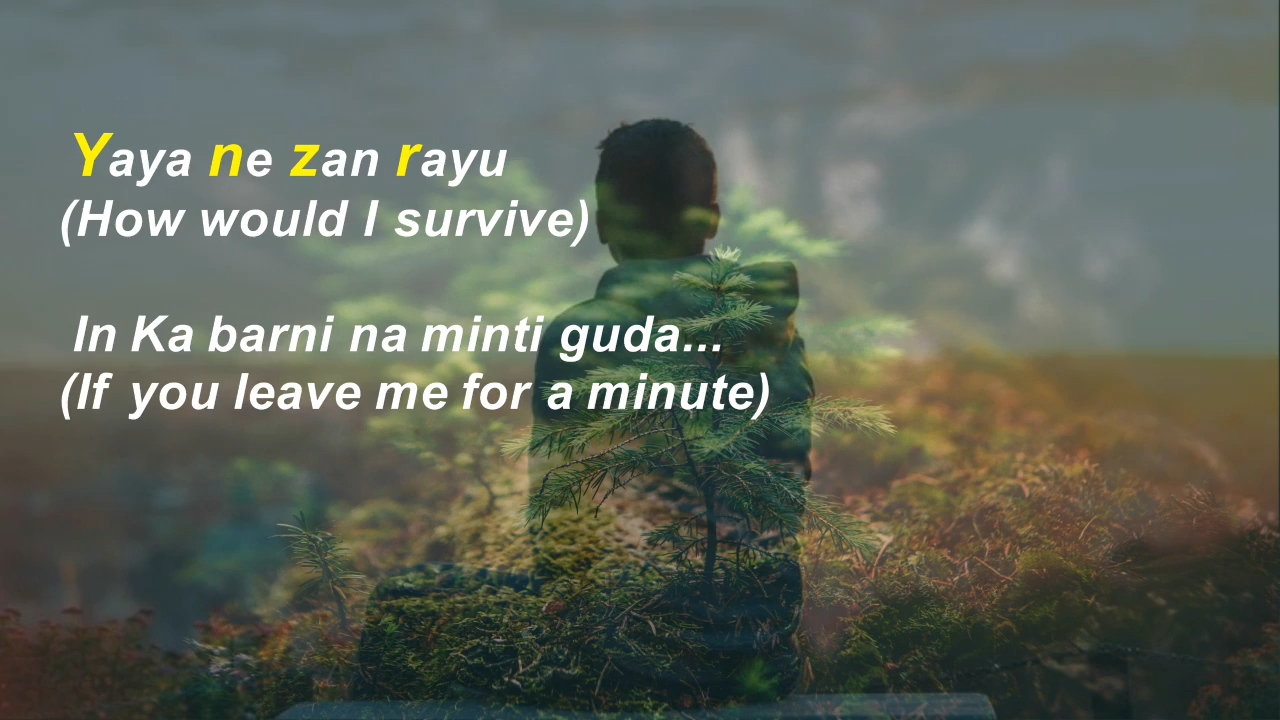 Yaya ne zan rayu
(How would I survive)
In Ka barni na minti guda...
(If you leave me for a minute)